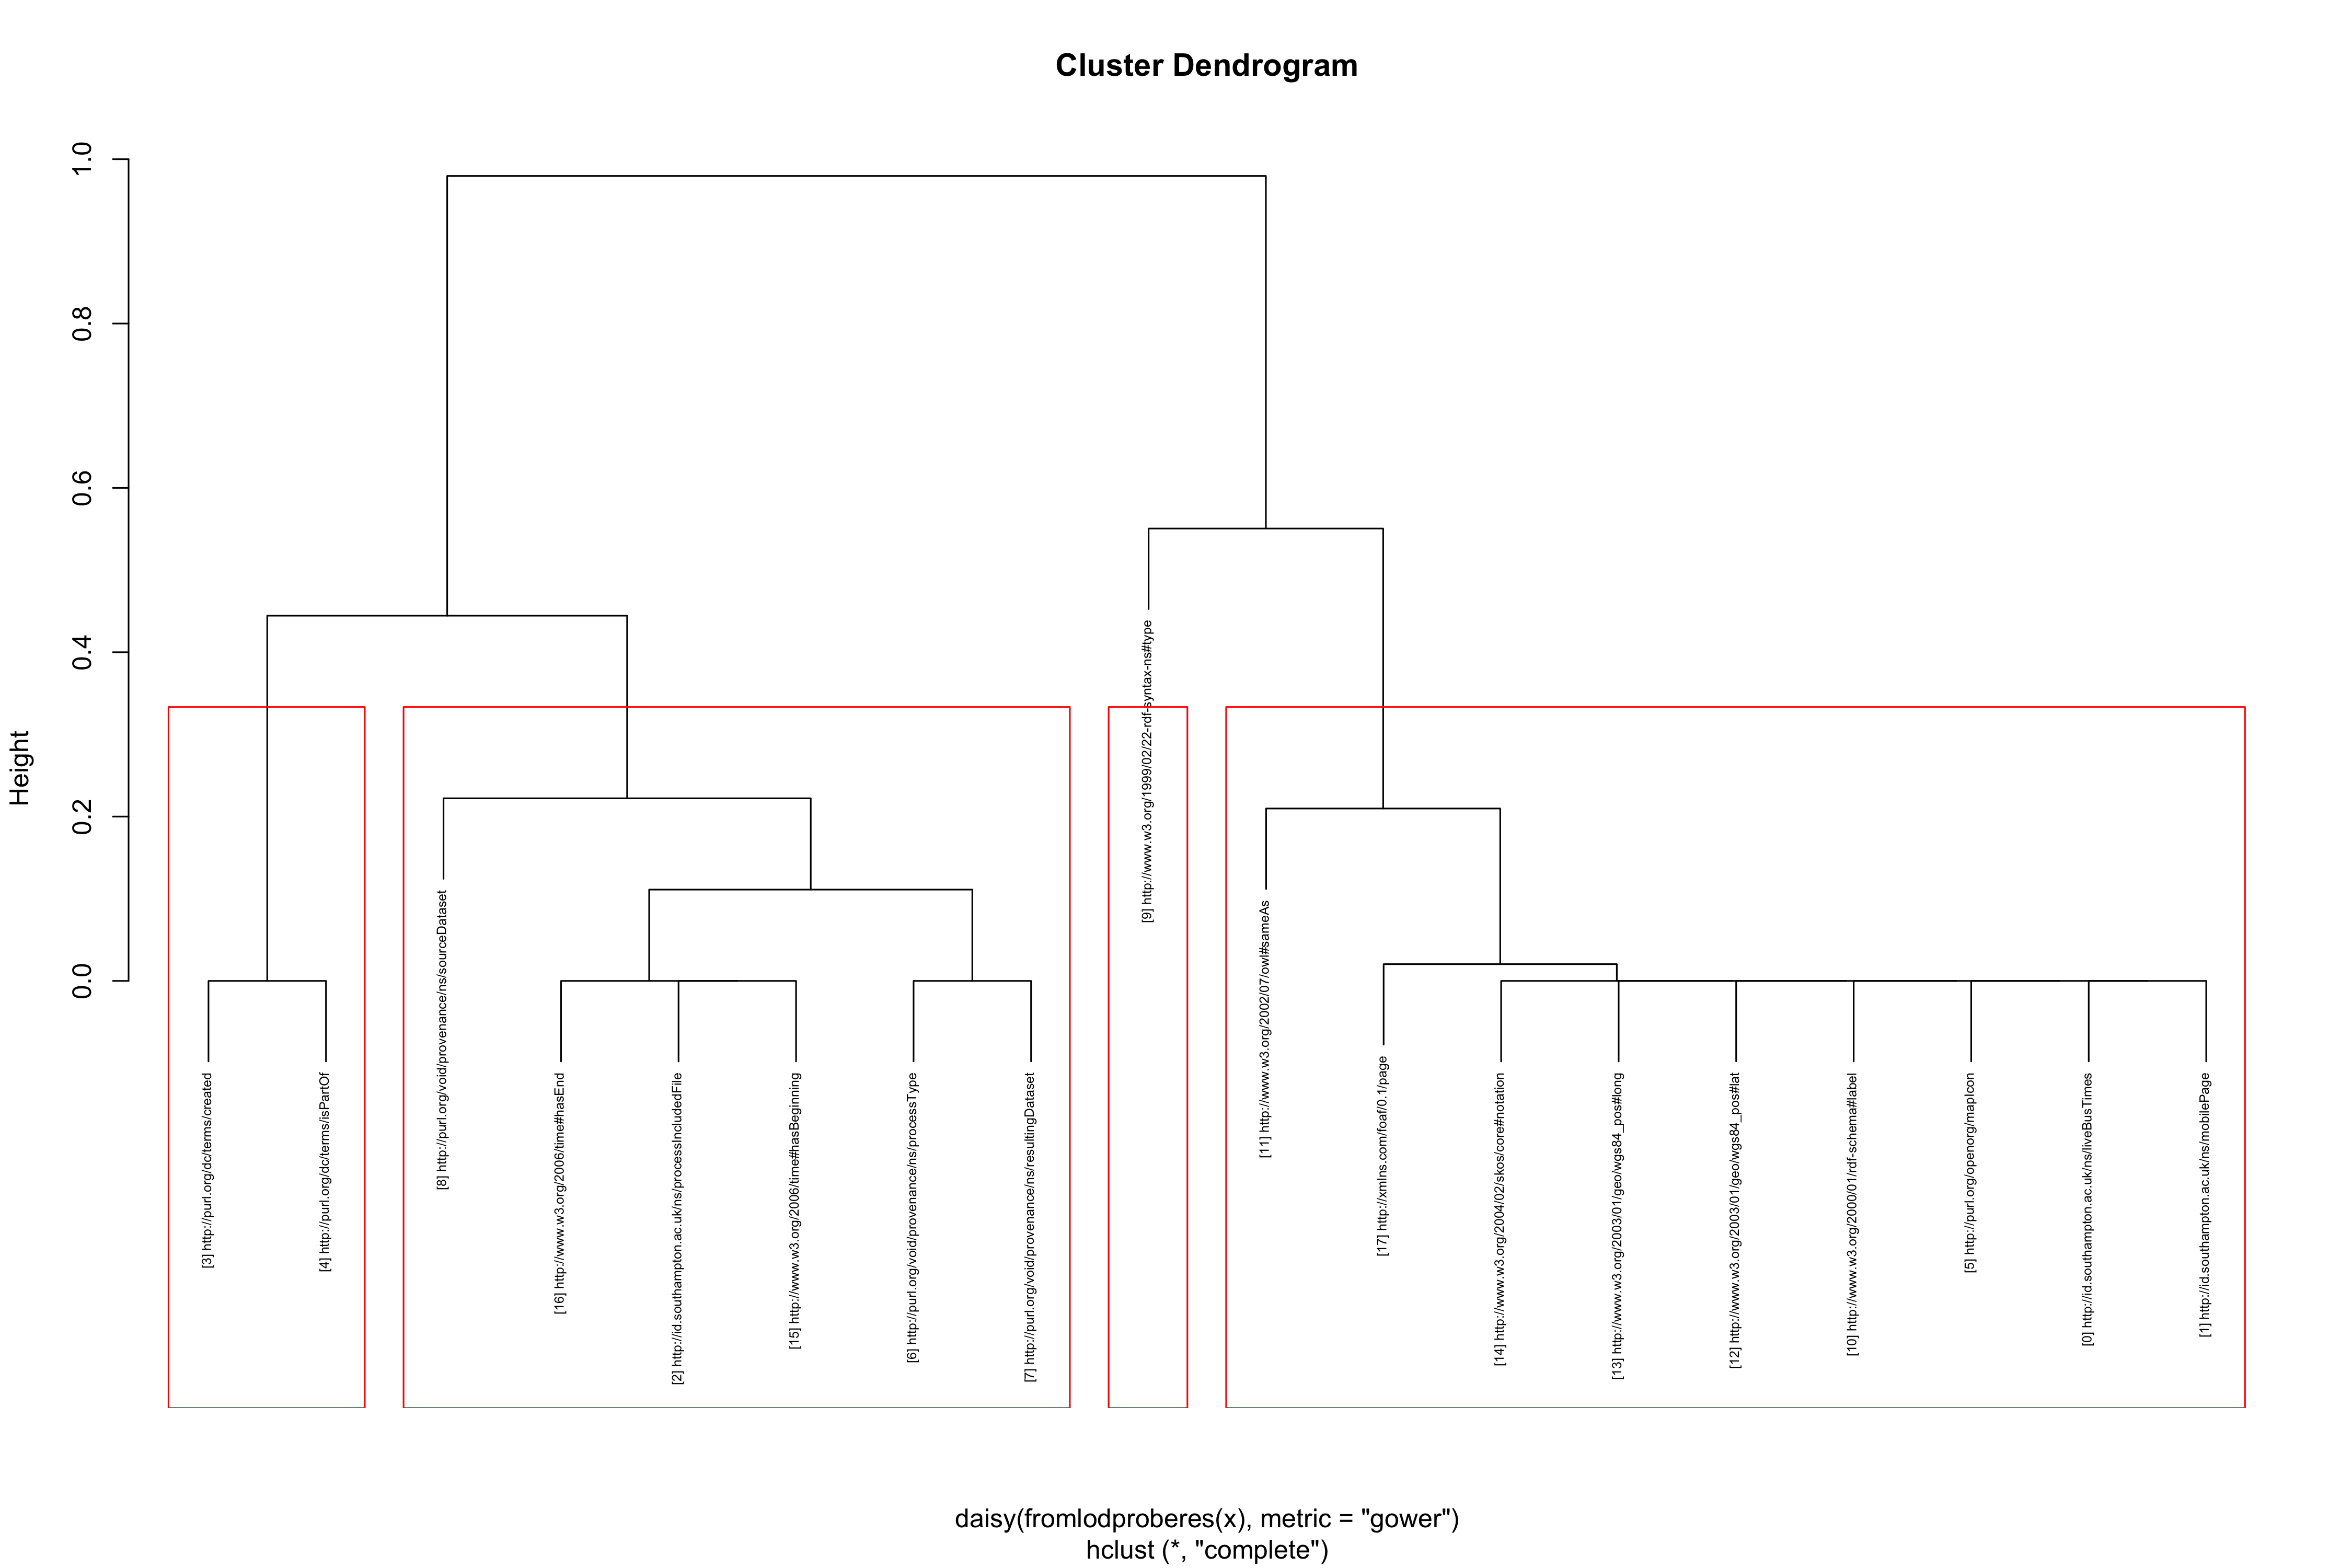 Cluster Dendrogram
Height
1.0
0.8
0.6
0.4
0.2
0.0
[3] http://purl.org/dc/terms/created
[4] http://purl.org/dc/terms/isPartOf
[8] http://purl.org/void/provenance/ns/sourceDataset
[16] http://www.w3.org/2006/time#hasEnd
[2] http://id.southampton.ac.uk/ns/processIncludedFile
[15] http://www.w3.org/2006/time#hasBeginning
[6] http://purl.org/void/provenance/ns/processType
[7] http://purl.org/void/provenance/ns/resultingDataset
[9] http://www.w3.org/1999/02/22-rdf-syntax-ns#type
[11] http://www.w3.org/2002/07/owl#sameAs
[17] http://xmlns.com/foaf/0.1/page
[14] http://www.w3.org/2004/02/skos/core#notation
[13] http://www.w3.org/2003/01/geo/wgs84_pos#long
[12] http://www.w3.org/2003/01/geo/wgs84_pos#lat
[10] http://www.w3.org/2000/01/rdf-schema#label
[5] http://purl.org/openorg/mapIcon
[0] http://id.southampton.ac.uk/ns/liveBusTimes
[1] http://id.southampton.ac.uk/ns/mobilePage
daisy(fromlodproberes(x), metric = "gower")
hclust (*, "complete")